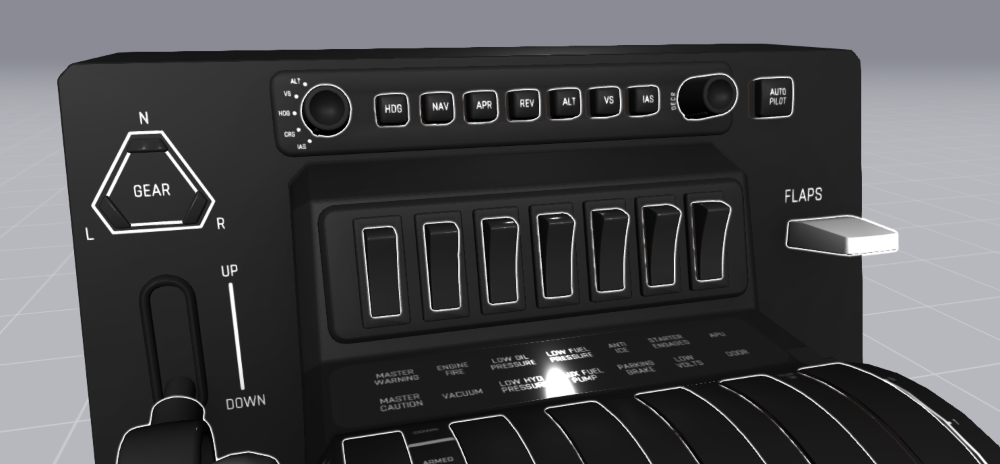 ALT
VS
HDG
CRS
IAS
HDG
NAV
APR
REV
ALT
VS
IAS
DECR
AUTO
PILOT
N
GEAR
L
R
UP
DOWN
FLAPS
MASTER
WARNING
ENGINE
FIRE
LOW OIL
PRESSURE
LOW FUEL
PRESSURE
ANTI
ICE
STARTER
ENGAGED
APU
MASTER
CAUTION
VACUUM
LOW HYD
PRESSURE
FUEL
PUMP
PARKING
BRAKE
LOW
VOLTS
DOOR
DOWN
ARMED